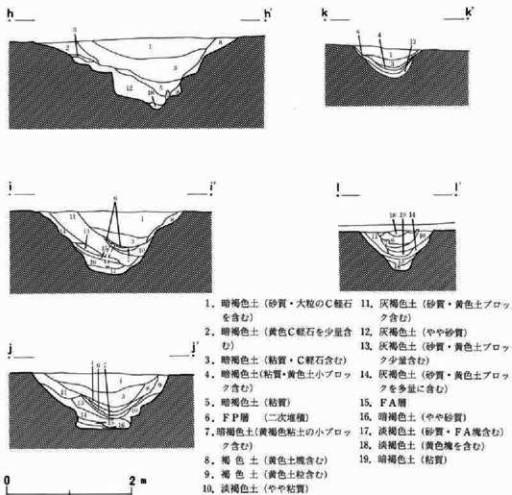 h h'
k k'
i i'
l l'
j j'
1. 暗褐色土 (砂質・大粒のC軽石
を含む)
2. 暗褐色土 (黄色C軽石を少量含
む)
3. 暗褐色土 (粘質・C軽石含む)
4. 暗褐色土 (粘質・黄色土小ブロッ
ク含む)
5. 暗褐色土 (粘質)
6. FP層 (二次堆積)
7. 暗褐色土 (黄褐色粘土の小ブロッ
ク含む)
8. 褐色土 (黄色土塊含む)
9. 褐色土 (黄色土粒含む)
10. 淡褐色土 (やや粘質)
11. 灰褐色土 (砂質・黄色土ブロッ
ク含む)
12. 灰褐色土 (やや砂質)
13. 灰褐色土 (砂質・黄色土ブロッ
ク少量含む)
14. 灰褐色土 (砂質・黄色土ブロッ
クを多量に含む)
15. FA層
16. 暗褐色土 (やや砂質)
17. 淡褐色土 (砂質・FA塊含む)
18. 淡褐色土 (黄色塊を含む)
19. 暗褐色土 (粘質)
0 2 m